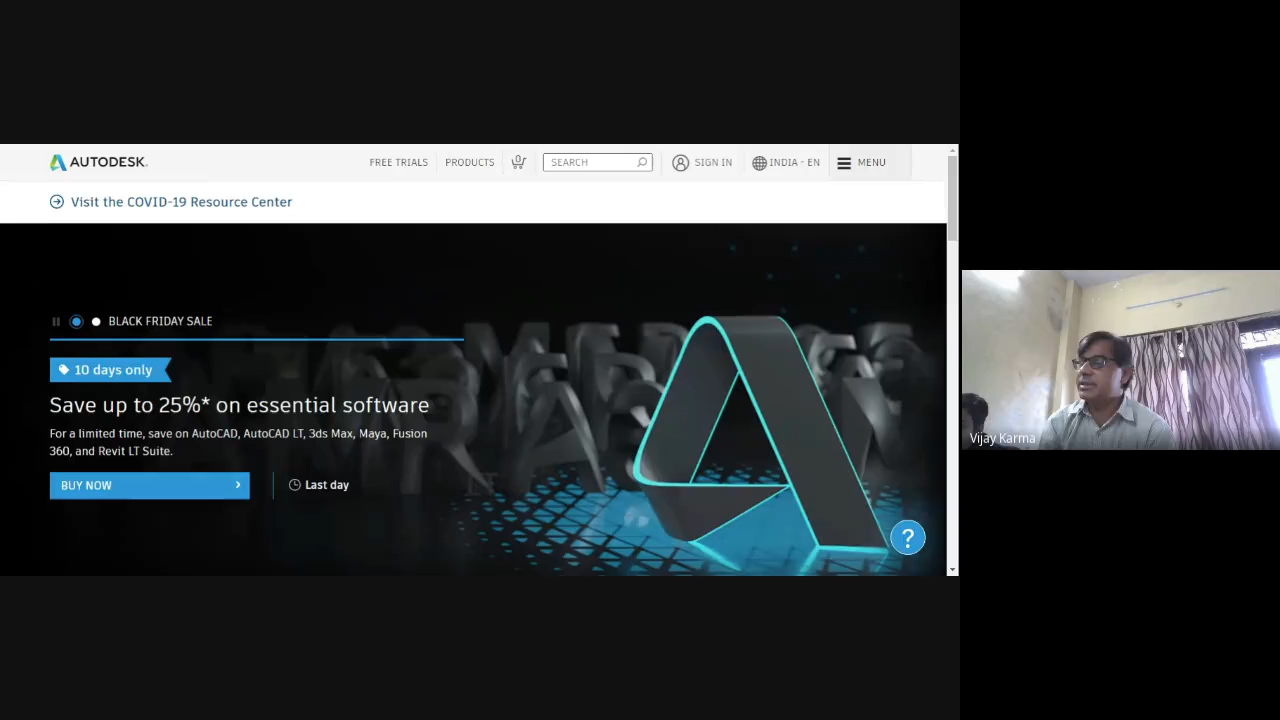 AUTODESK.
FREE TRIALS
PRODUCTS
0
SEARCH
SIGN IN
INDIA - EN
MENU
Visit the COVID-19 Resource Center
BLACK FRIDAY SALE
10 days only
Save up to 25%* on essential software
For a limited time, save on AutoCAD, AutoCAD LT, 3ds Max, Maya, Fusion
360, and Revit LT Suite.
BUY NOW
Last day
?
Vijay Karma